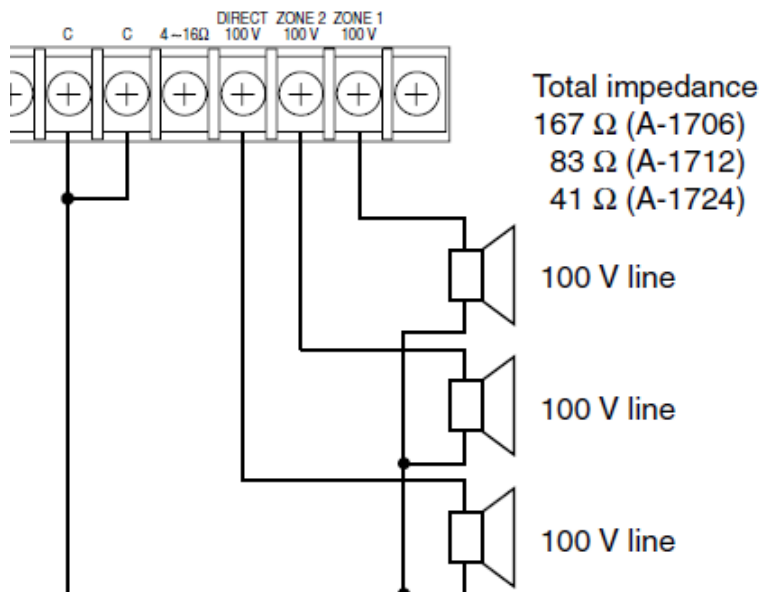 DIRECT ZONE 2 ZONE 1
C C 4~16Ω 100 V 100 V 100 V
Total impedance
167 Ω (A-1706)
83 Ω (A-1712)
41 Ω (A-1724)
100 V line
100 V line
100 V line